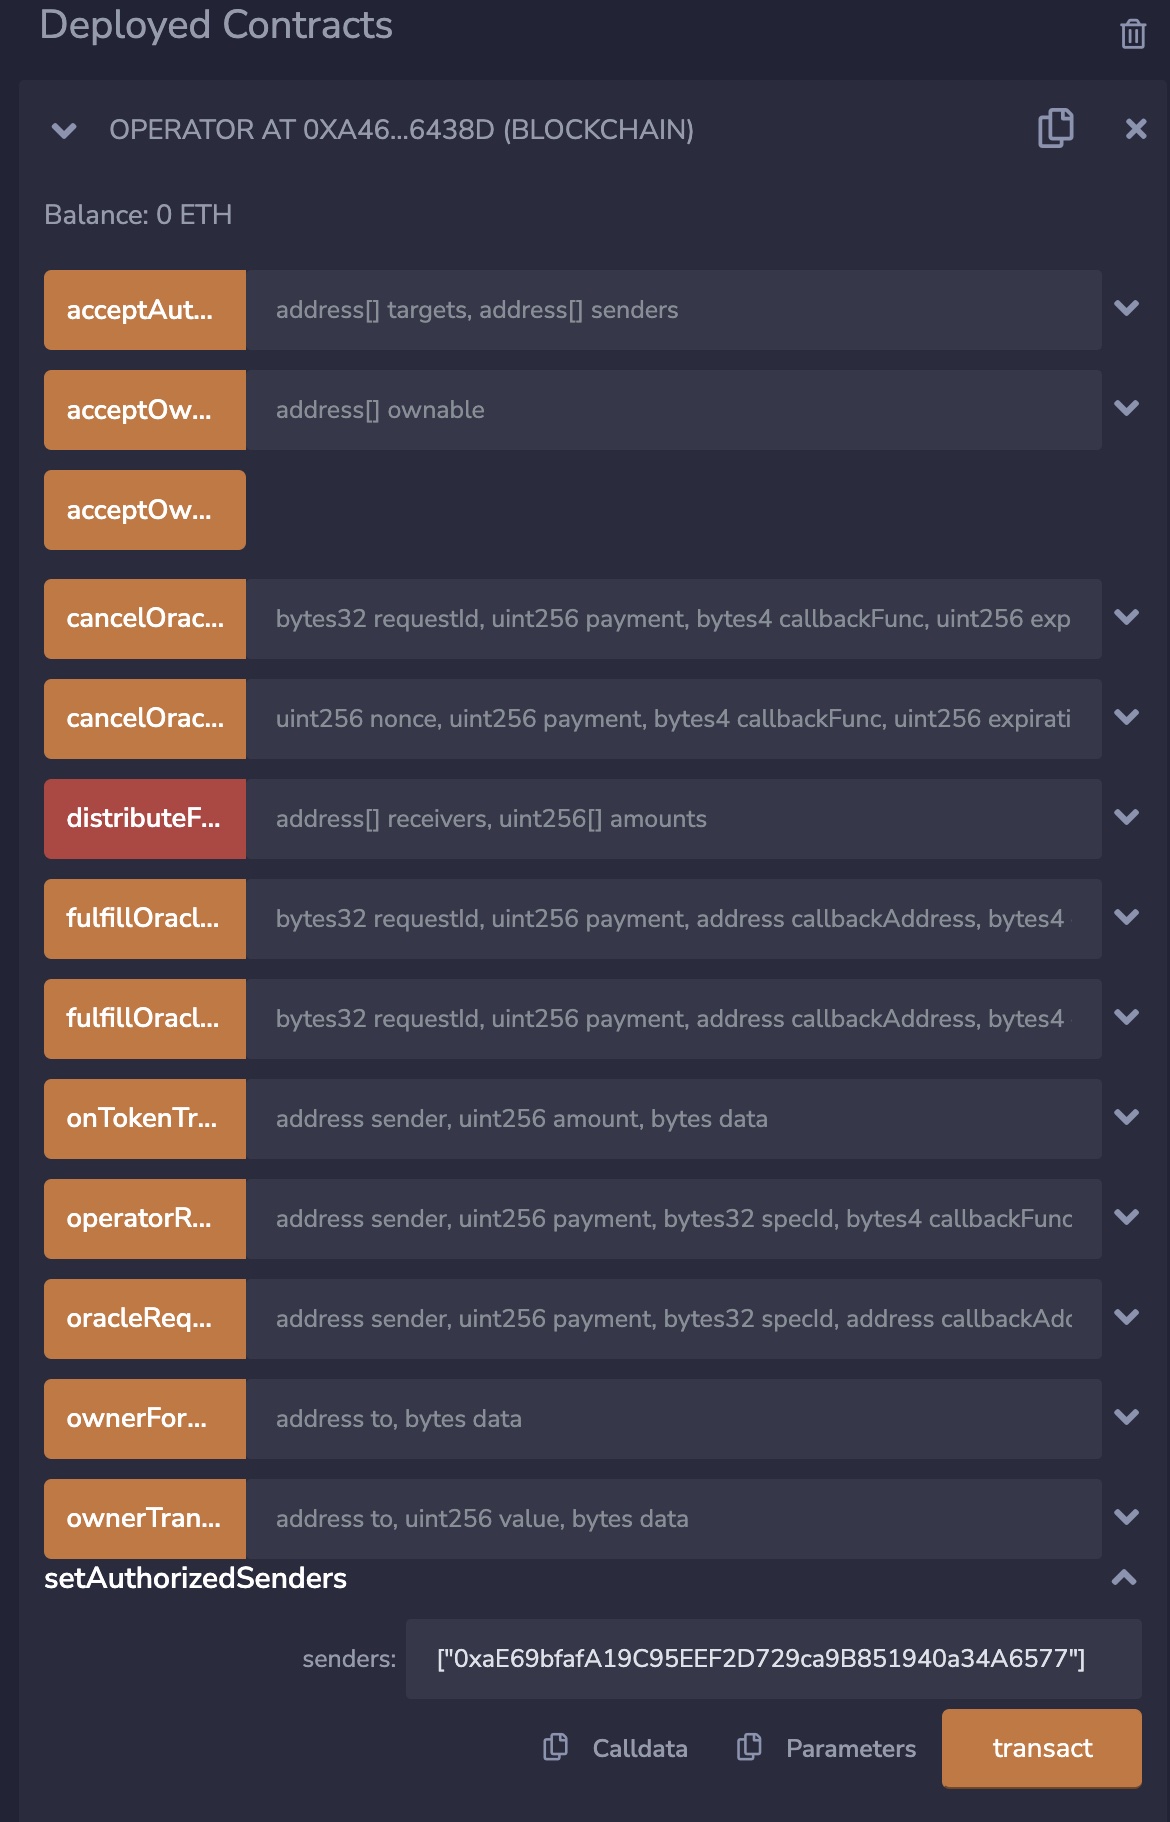 Deployed Contracts
OPERATOR AT 0XA46...6438D (BLOCKCHAIN)
Balance: 0 ETH
acceptAut... address[] targets, address[] senders
acceptOw... address[] ownable
acceptOw...
cancelOrac... bytes32 requestId, uint256 payment, bytes4 callbackFunc, uint256 exp
cancelOrac... uint256 nonce, uint256 payment, bytes4 callbackFunc, uint256 expirati
distributeF... address[] receivers, uint256[] amounts
fulfillOracl... bytes32 requestId, uint256 payment, address callbackAddress, bytes4
fulfillOracl... bytes32 requestId, uint256 payment, address callbackAddress, bytes4
onTokenTr... address sender, uint256 amount, bytes data
operatorR... address sender, uint256 payment, bytes32 specId, bytes4 callbackFunc
oracleReq... address sender, uint256 payment, bytes32 specId, address callbackAdd
ownerFor... address to, bytes data
ownerTran... address to, uint256 value, bytes data
setAuthorizedSenders
senders: ["0xaE69bfafA19C95EEF2D729ca9B851940a34A6577"]
Calldata Parameters transact